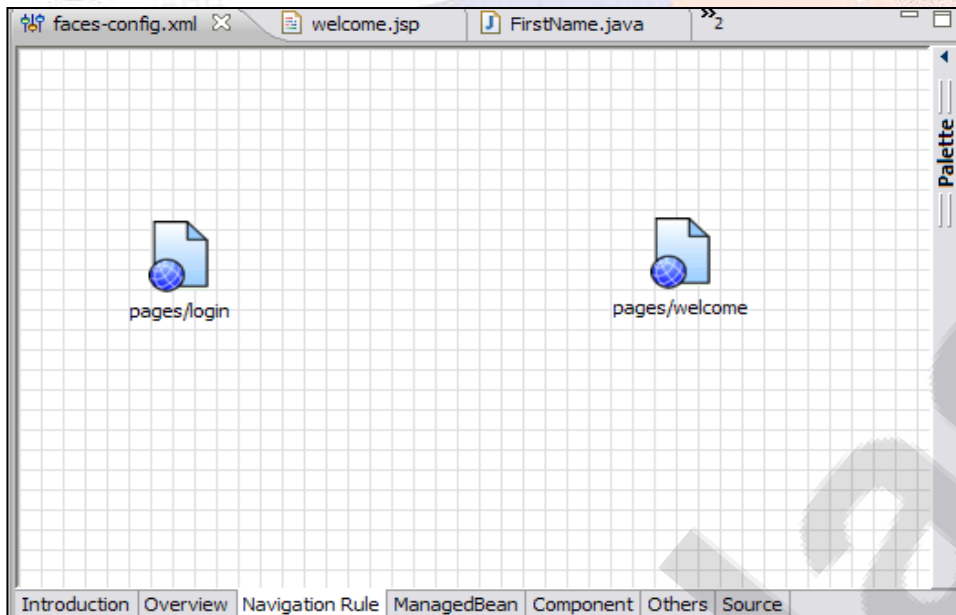 faces-config.xml welcome.jsp FirstName.java »2
Palette
pages/login pages/welcome
Introduction Overview Navigation Rule ManagedBean Component Others Source